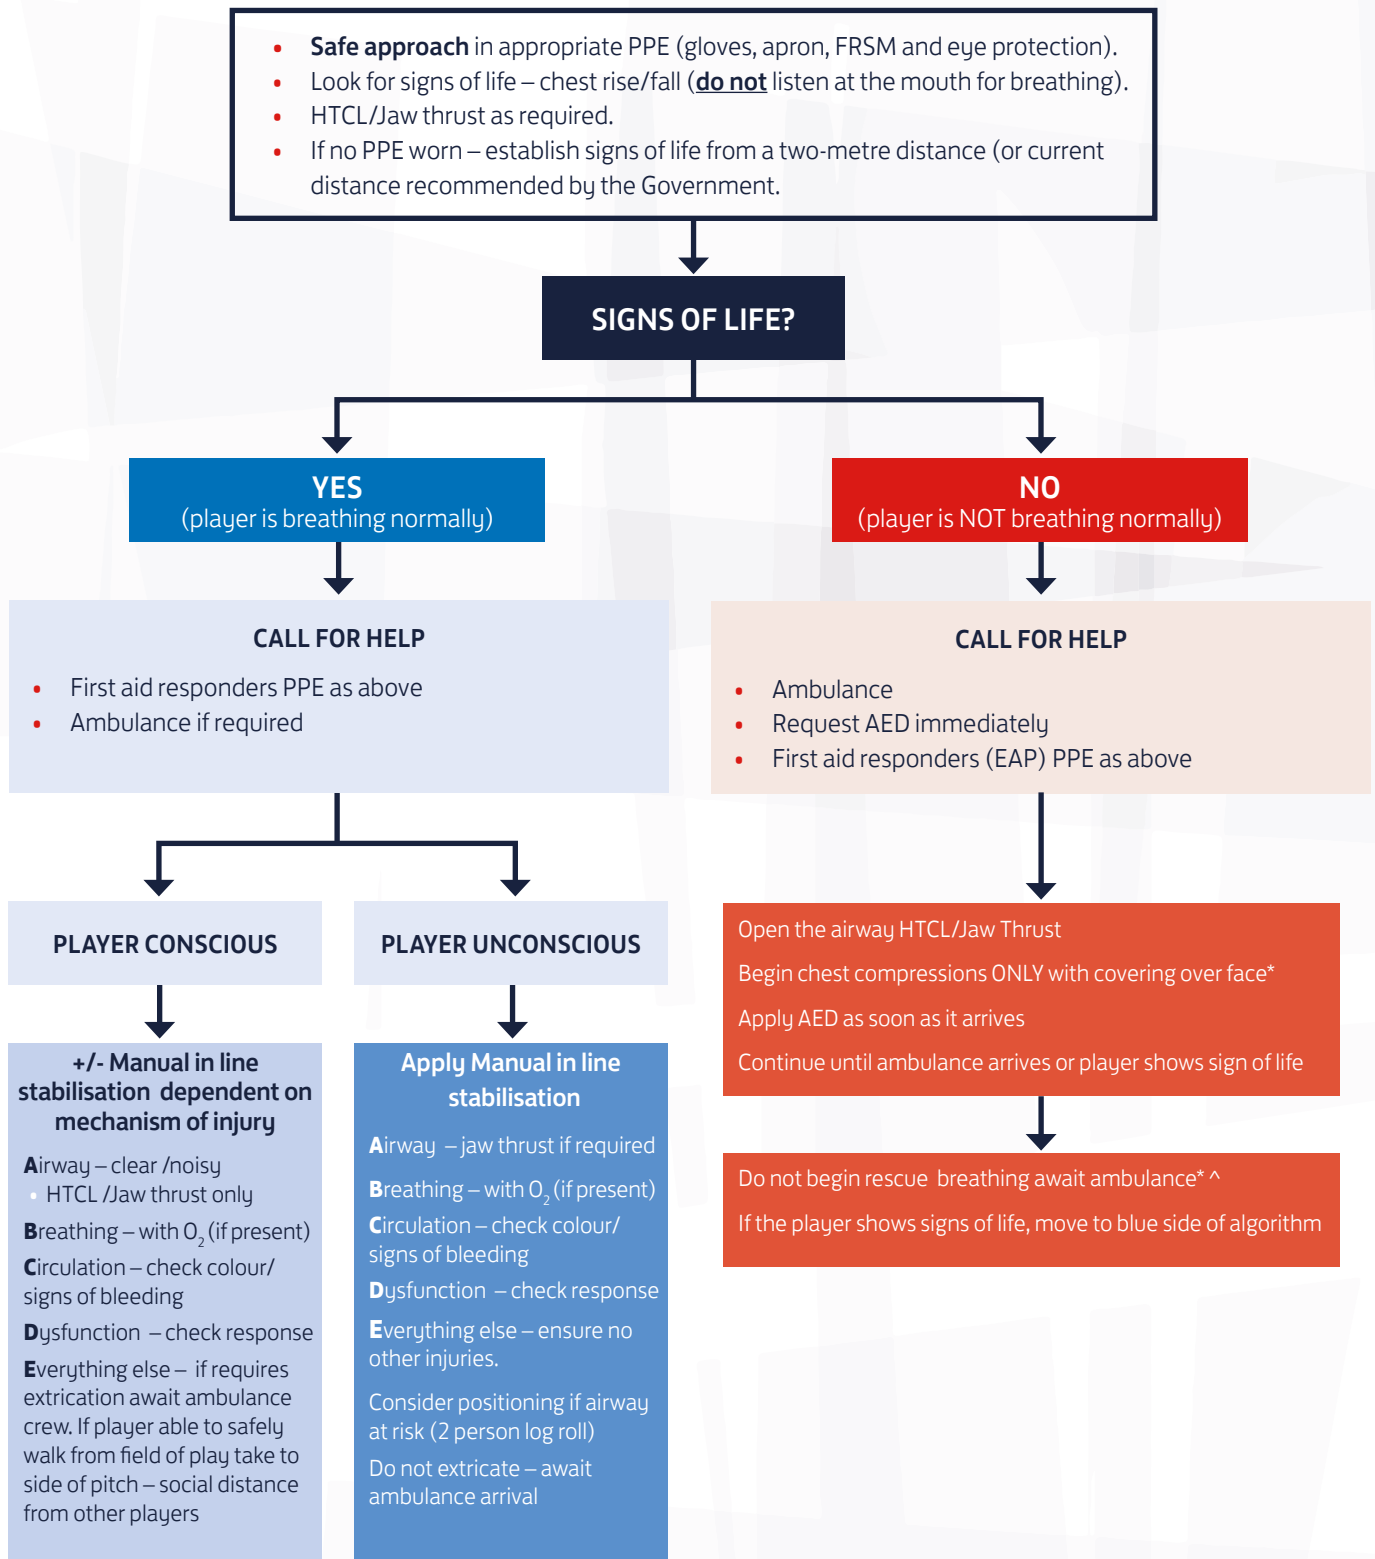 • Safe approach in appropriate PPE (gloves, apron, FRSM and eye protection).
• Look for signs of life – chest rise/fall (do not listen at the mouth for breathing).
• HTCL/Jaw thrust as required.
• If no PPE worn – establish signs of life from a two-metre distance (or current
distance recommended by the Government.
SIGNS OF LIFE?
YES
(player is breathing normally)
CALL FOR HELP
• First aid responders PPE as above
• Ambulance if required
PLAYER CONSCIOUS
+/- Manual in line
stabilisation dependent on
mechanism of injury
Airway – clear /noisy
• HTCL /Jaw thrust only
Breathing – with O₂ (if present)
Circulation – check colour/
signs of bleeding
Dysfunction – check response
Everything else – if requires
extrication await ambulance
crew. If player able to safely
walk from field of play take to
side of pitch – social distance
from other players
PLAYER UNCONSCIOUS
Apply Manual in line
stabilisation
Airway – jaw thrust if required
Breathing – with O₂ (if present)
Circulation – check colour/
signs of bleeding
Dysfunction – check response
Everything else – ensure no
other injuries.
Consider positioning if airway
at risk (2 person log roll)
Do not extricate – await
ambulance arrival
NO
(player is NOT breathing normally)
CALL FOR HELP
• Ambulance
• Request AED immediately
• First aid responders (EAP) PPE as above
Open the airway HTCL/Jaw Thrust
Begin chest compressions ONLY with covering over face*
Apply AED as soon as it arrives
Continue until ambulance arrives or player shows sign of life
Do not begin rescue breathing await ambulance* ^
If the player shows signs of life, move to blue side of algorithm